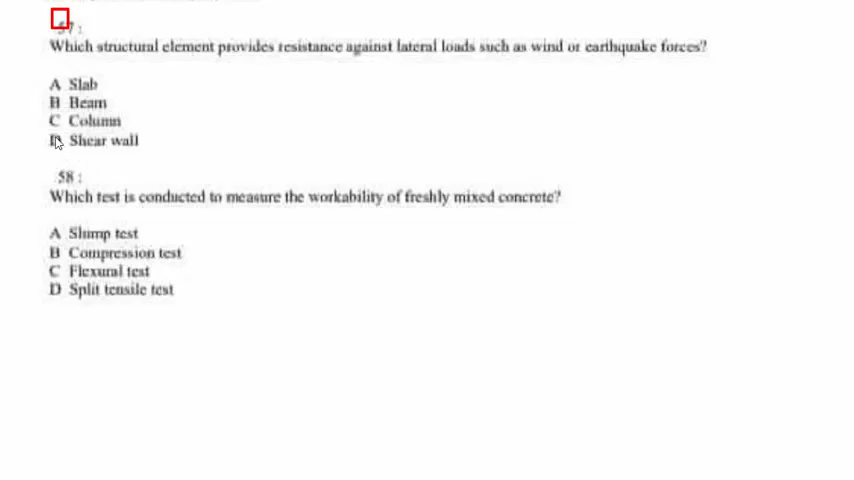 57 :
Which structural element provides resistance against lateral loads such as wind or earthquake forces?
A Slab
B Beam
C Column
D Shear wall
58 :
Which test is conducted to measure the workability of freshly mixed concrete?
A Slump test
B Compression test
C Flexural test
D Split tensile test